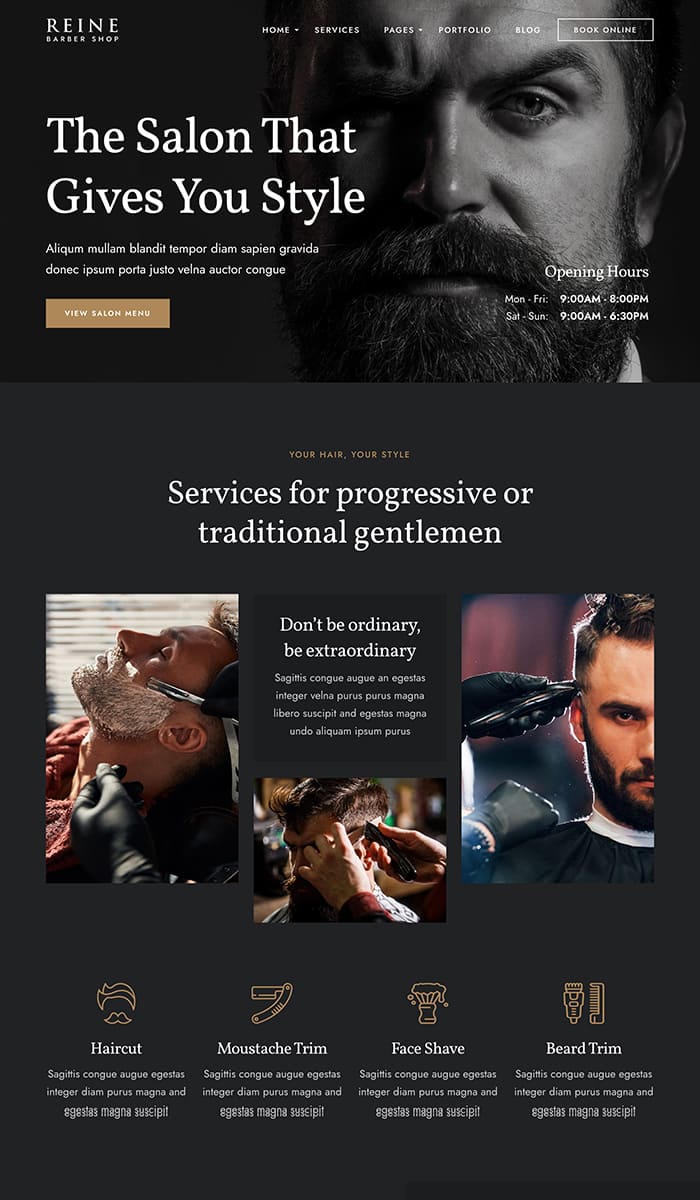 REINE
BARBER SHOP
HOME
SERVICES
PAGES
PORTFOLIO
BLOG
BOOK ONLINE
The Salon That
Gives You Style
Aliqum mullam blandit tempor diam sapien gravida
donec ipsum porta justo velna auctor congue
VIEW SALON MENU
Opening Hours
Mon - Fri: 9:00AM - 8:00PM
Sat - Sun: 9:00AM - 6:30PM
YOUR HAIR, YOUR STYLE
Services for progressive or
traditional gentlemen
Don't be ordinary,
be extraordinary
Sagittis congue augue an egestas
integer velna purus purus magna
libero suscipit and egestas magna
undo aliquam ipsum purus
Haircut
Sagittis congue augue egestas
integer diam purus magna and
egestas magna suscipit
Moustache Trim
Sagittis congue augue egestas
integer diam purus magna and
egestas magna suscipit
Face Shave
Sagittis congue augue egestas
integer diam purus magna and
egestas magna suscipit
Beard Trim
Sagittis congue augue egestas
integer diam purus magna and
egestas magna suscipit